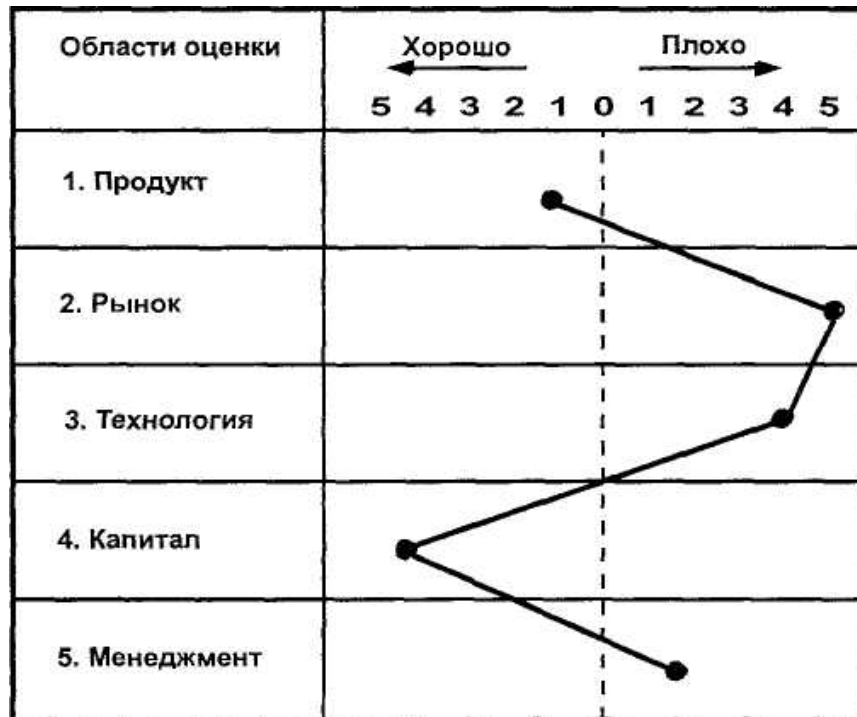 Области оценки
Хорошо Плохо
5 4 3 2 1 0 1 2 3 4 5
1. Продукт
2. Рынок
3. Технология
4. Капитал
5. Менеджмент